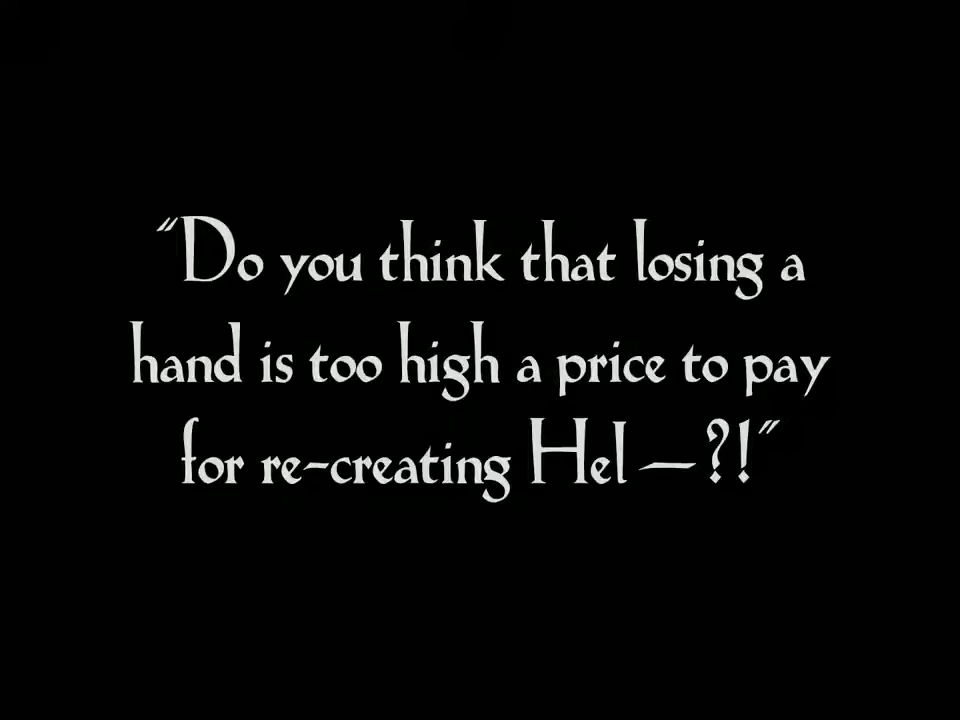 "Do you think that losing a
hand is too high a price to pay
for re-creating Hel—?!"